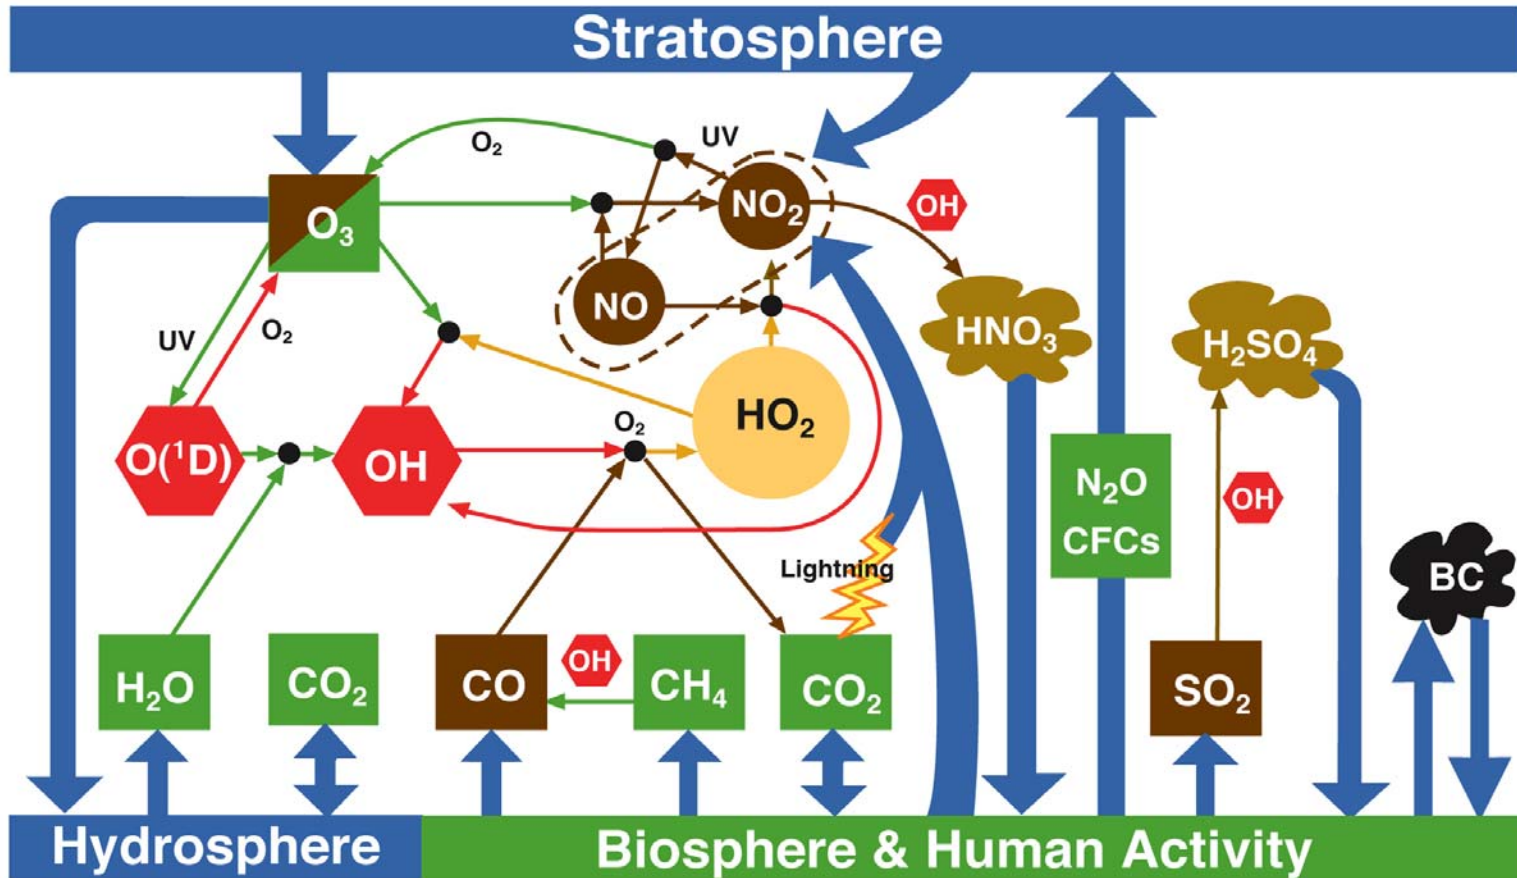 Stratosphere
O₂
UV
O₃
NO₂
OH
NO
HNO₃
H₂SO₄
UV
O₂
HO₂
O₂
O(¹D)
OH
N₂O
CFCs
OH
Lightning
BC
H₂O
CO₂
CO
OH
CH₄
CO₂
SO₂
Hydrosphere
Biosphere & Human Activity